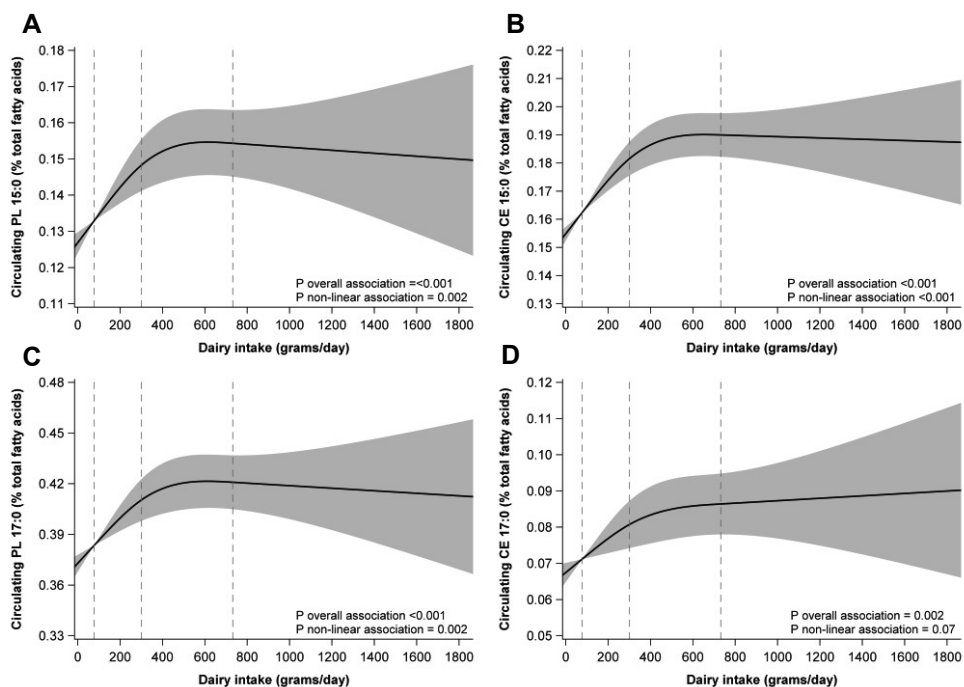 A
Circulating PL 15:0 (% total fatty acids)
0.18
0.17
0.16
0.15
0.14
0.13
0.12
0.11
P overall association =<0.001
P non-linear association = 0.002
0 200 400 600 800 1000 1200 1400 1600 1800
Dairy intake (grams/day)
B
Circulating CE 15:0 (% total fatty acids)
0.22
0.21
0.20
0.19
0.18
0.17
0.16
0.15
0.14
0.13
P overall association <0.001
P non-linear association <0.001
0 200 400 600 800 1000 1200 1400 1600 1800
Dairy intake (grams/day)
C
Circulating PL 17:0 (% total fatty acids)
0.48
0.45
0.42
0.39
0.36
0.33
P overall association <0.001
P non-linear association = 0.002
0 200 400 600 800 1000 1200 1400 1600 1800
Dairy intake (grams/day)
D
Circulating CE 17:0 (% total fatty acids)
0.12
0.11
0.10
0.09
0.08
0.07
0.06
0.05
P overall association = 0.002
P non-linear association = 0.07
0 200 400 600 800 1000 1200 1400 1600 1800
Dairy intake (grams/day)